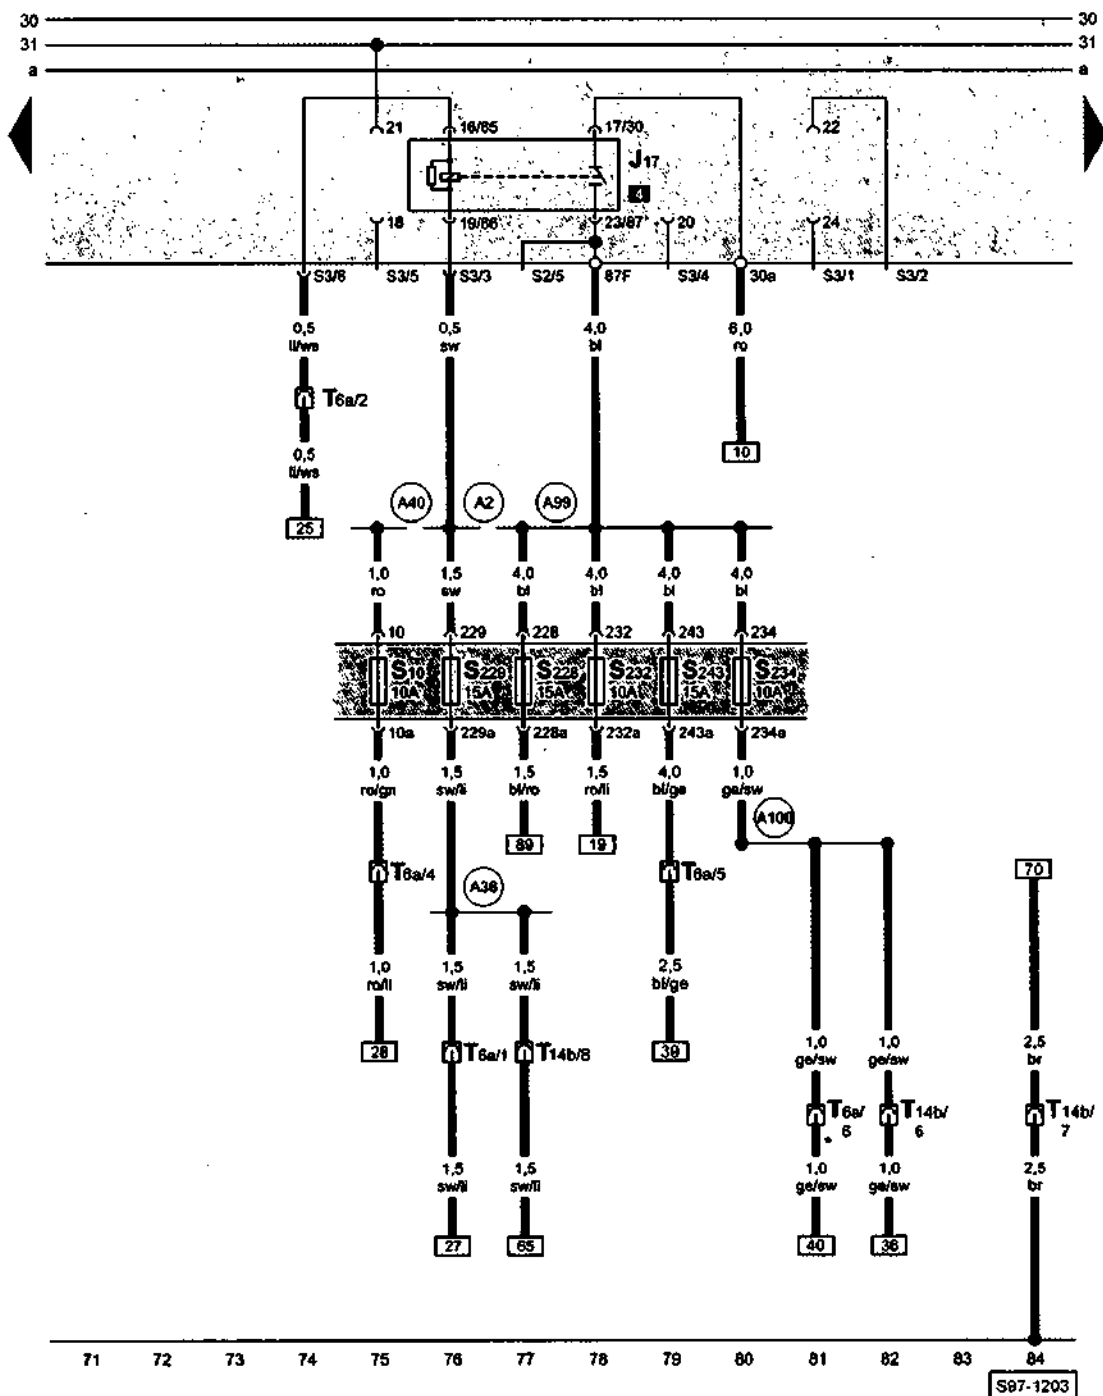 30 30
31 31
a a
21 16/85 17/30 22
J17
4
18 19/86 23/87 20 24
S3/6 S3/5 S3/3 S2/5 87F S3/4 30a S3/1 S3/2
0,5 0,5 4,0 6,0
li/ws sw bl ro
T6a/2
10
0,5
li/ws
A40 A2 A99
25
1,0 1,5 4,0 4,0 4,0 4,0
ro sw bl bl bl bl
10 229 228 232 243 234
S10 S229 S228 S232 S243 S234
10A 15A 15A 10A 15A 10A
10a 229a 228a 232a 243a 234a
1,0 1,5 1,5 1,5 4,0 1,0
ro/gn sw/li bl/ro ro/li bl/ge ge/sw
A100
89 19
T6a/4 T6a/5 70
A36
1,0 1,5 1,5 2,5
ro/li sw/li sw/li bl/ge
28 T6a/1 T14b/8 39
1,0 1,0 2,5
ge/sw ge/sw br
T6a/ T14b/ T14b/
6 6 7
*
1,5 1,5 1,0 1,0 2,5
sw/li sw/li ge/sw ge/sw br
27 65 40 36
71 72 73 74 75 76 77 78 79 80 81 82 83 84
S97-1203